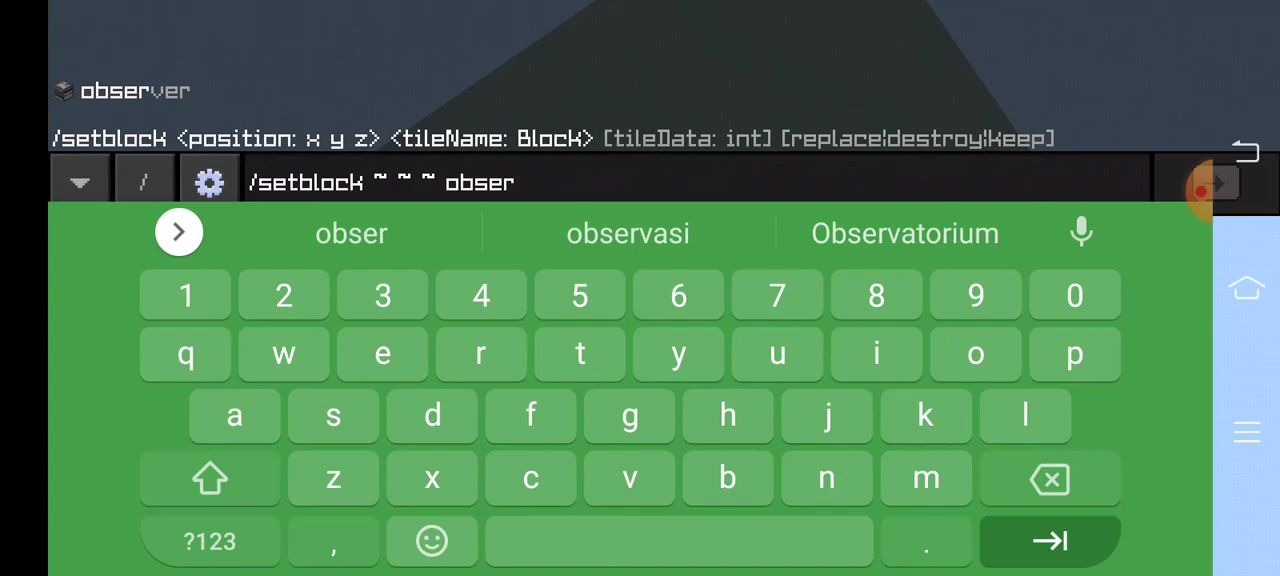 observer
/setblock <position: x y z> <tileName: Block> [tileData: int] [replace¦destroy¦keep]
/ /setblock ~ ~ ~ obser
obser observasi Observatorium
1 2 3 4 5 6 7 8 9 0
q w e r t y u i o p
a s d f g h j k l
z x c v b n m
?123 , .